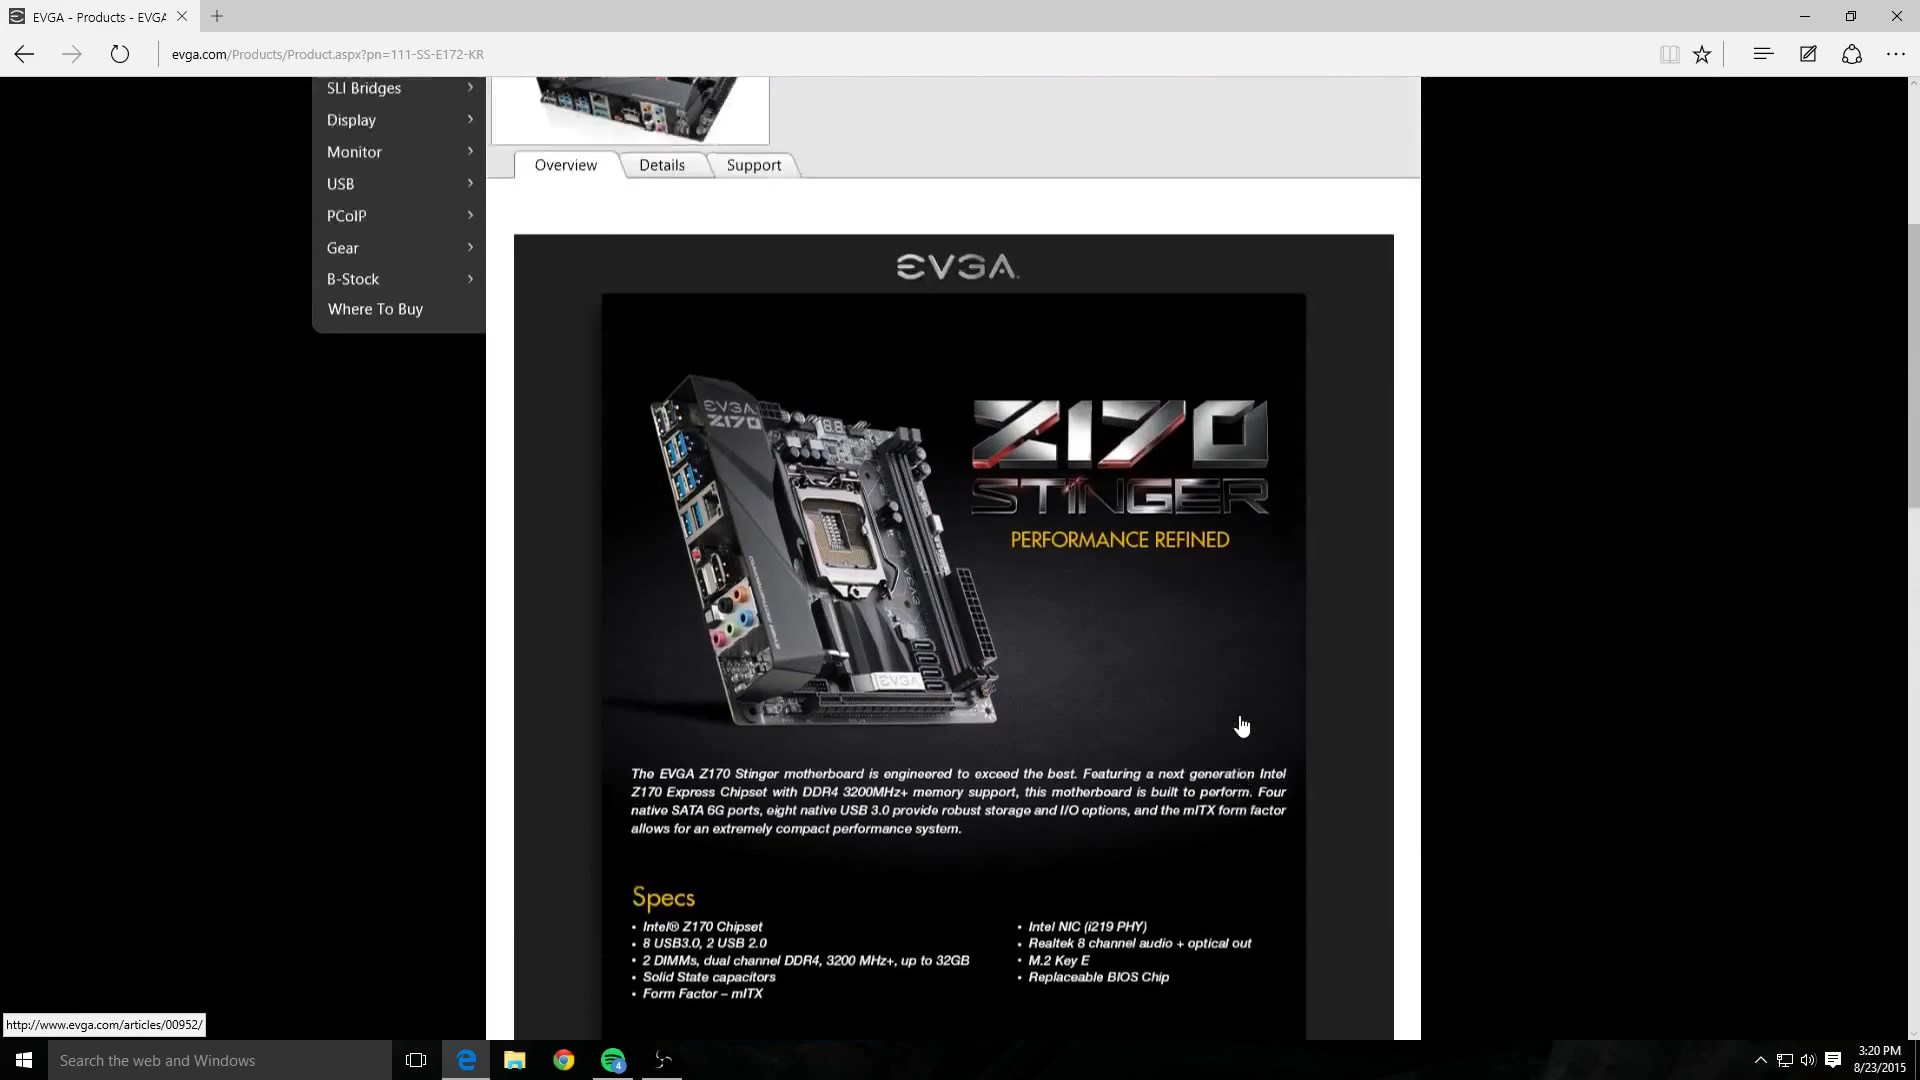 EVGA - Products - EVGA
evga.com/Products/Product.aspx?pn=111-SS-E172-KR
SLI Bridges
Display
Monitor
USB
PCoIP
Gear
B-Stock
Where To Buy
Overview
Details
Support
EVGA
EVGA
Z170
8.8
Z170
STINGER
PERFORMANCE REFINED
EVGA
EVGA
The EVGA Z170 Stinger motherboard is engineered to exceed the best. Featuring a next generation Intel
Z170 Express Chipset with DDR4 3200MHz+ memory support, this motherboard is built to perform. Four
native SATA 6G ports, eight native USB 3.0 provide robust storage and I/O options, and the mITX form factor
allows for an extremely compact performance system.
Specs
• Intel® Z170 Chipset
• 8 USB3.0, 2 USB 2.0
• 2 DIMMs, dual channel DDR4, 3200 MHz+, up to 32GB
• Solid State capacitors
• Form Factor – mITX
• Intel NIC (i219 PHY)
• Realtek 8 channel audio + optical out
• M.2 Key E
• Replaceable BIOS Chip
http://www.evga.com/articles/00952/
Search the web and Windows
4
3:20 PM
8/23/2015